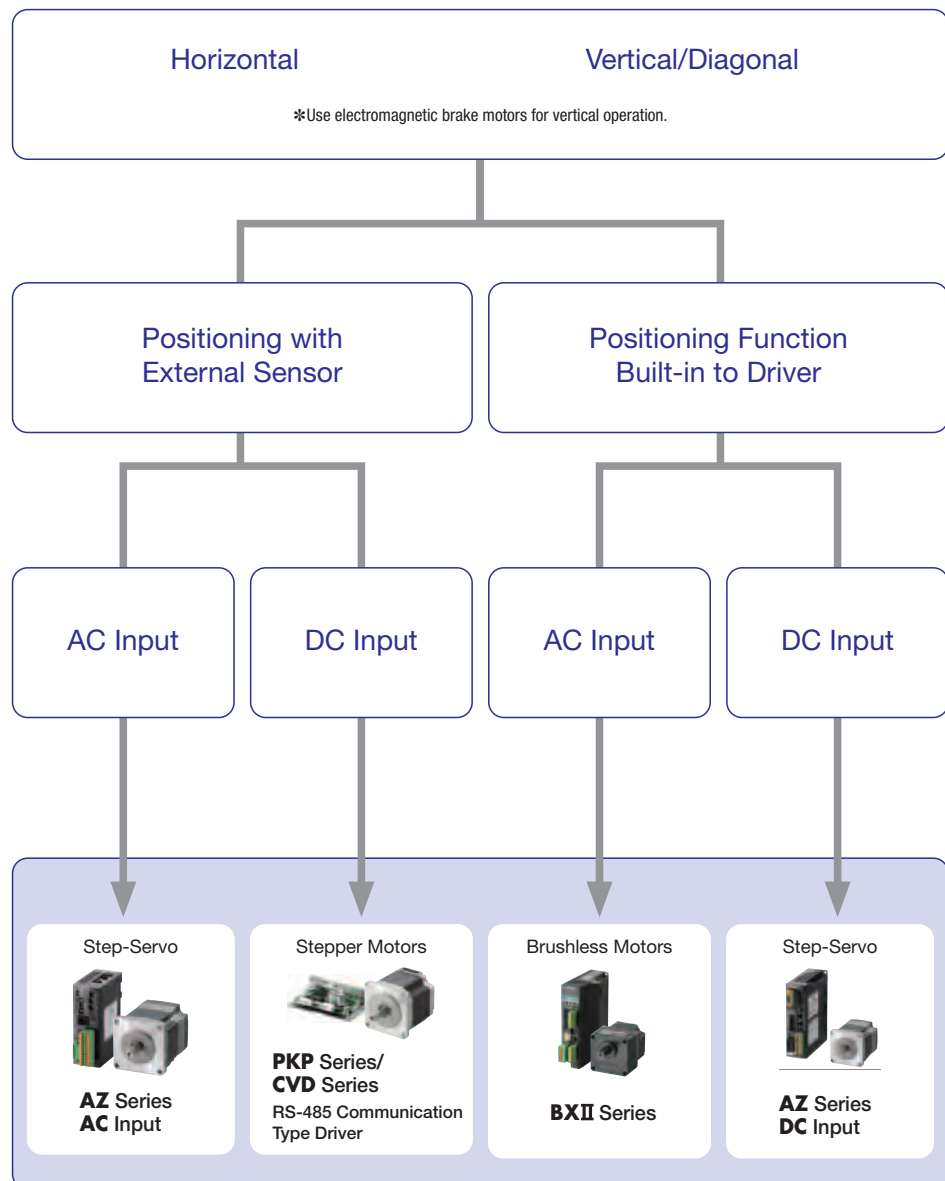 Horizontal
Vertical/Diagonal
✻Use electromagnetic brake motors for vertical operation.
Positioning with
External Sensor
Positioning Function
Built-in to Driver
AC Input
DC Input
AC Input
DC Input
Step-Servo
AZ Series
AC Input
Stepper Motors
PKP Series/
CVD Series
RS-485 Communication
Type Driver
Brushless Motors
BXⅡ Series
Step-Servo
AZ Series
DC Input